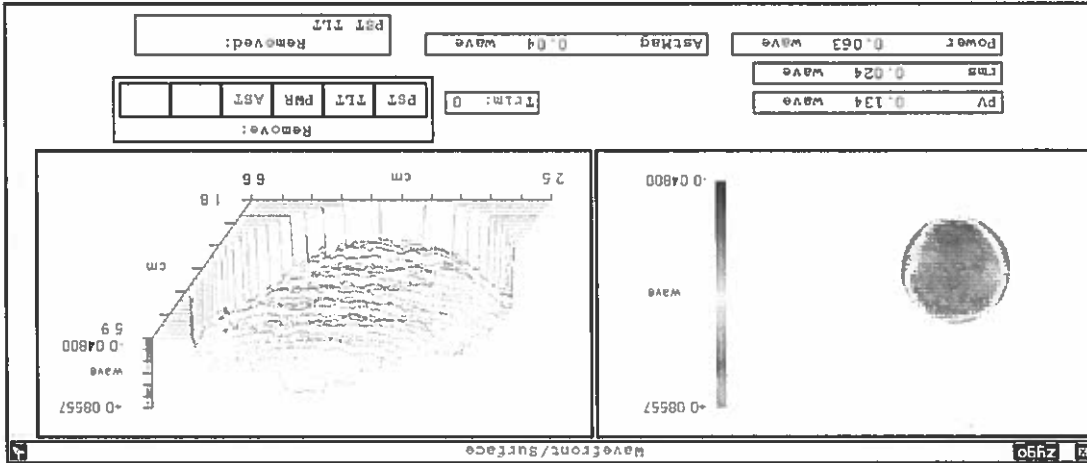 zygo
Wavefront/Surface
+0.08557
wave
-0.04800
+0.08557
wave
-0.04800
5.9
cm
1.8
2.5
cm
6.6
PV 0.134 wave
rms 0.024 wave
Power 0.063 wave
Trim: 0
AstMag 0.04 wave
Remove:
PST TLT PWR AST
Removed:
PST TLT